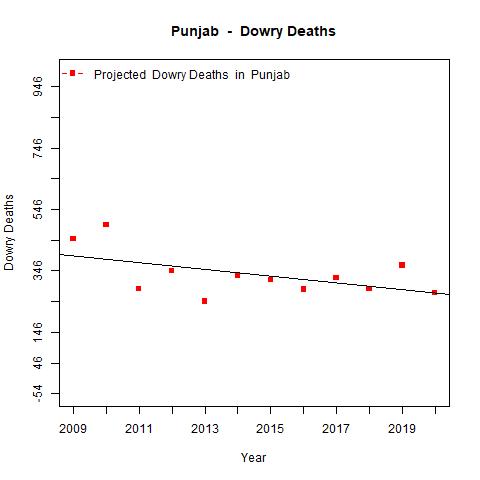 Punjab - Dowry Deaths
Projected Dowry Deaths in Punjab
Dowry Deaths
946
746
546
346
146
46
-54
2009 2011 2013 2015 2017 2019
Year